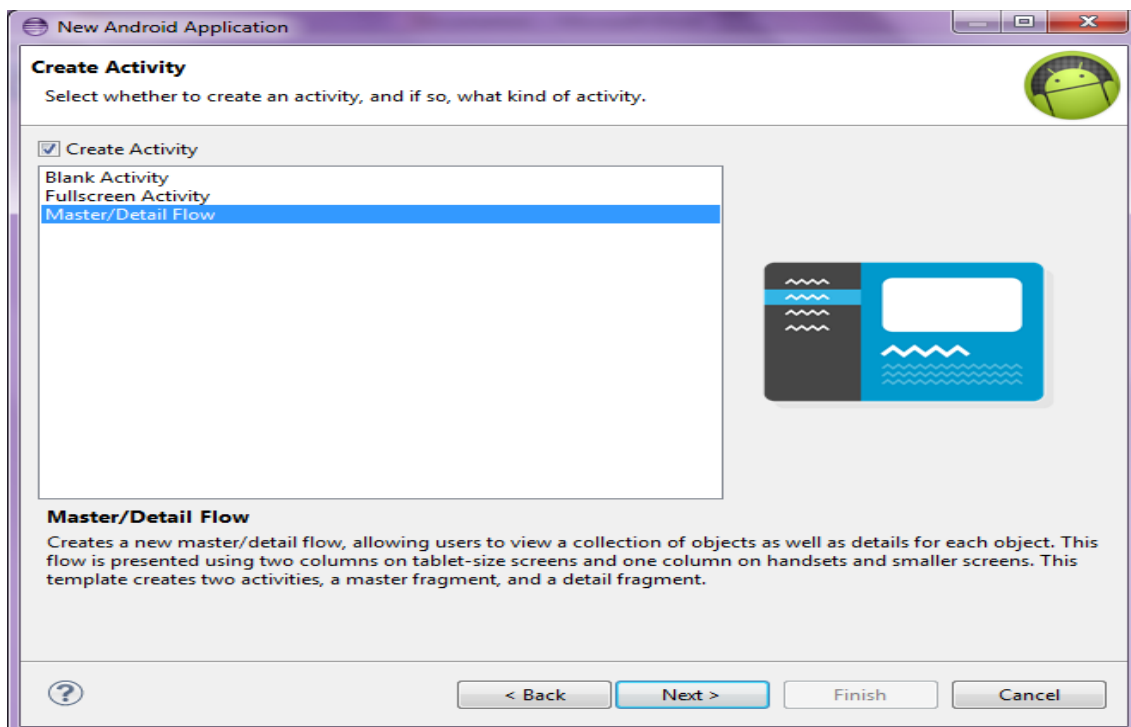 New Android Application
Create Activity
Select whether to create an activity, and if so, what kind of activity.
Create Activity
Blank Activity
Fullscreen Activity
Master/Detail Flow
Master/Detail Flow
Creates a new master/detail flow, allowing users to view a collection of objects as well as details for each object. This
flow is presented using two columns on tablet-size screens and one column on handsets and smaller screens. This
template creates two activities, a master fragment, and a detail fragment.
?
< Back
Next >
Finish
Cancel